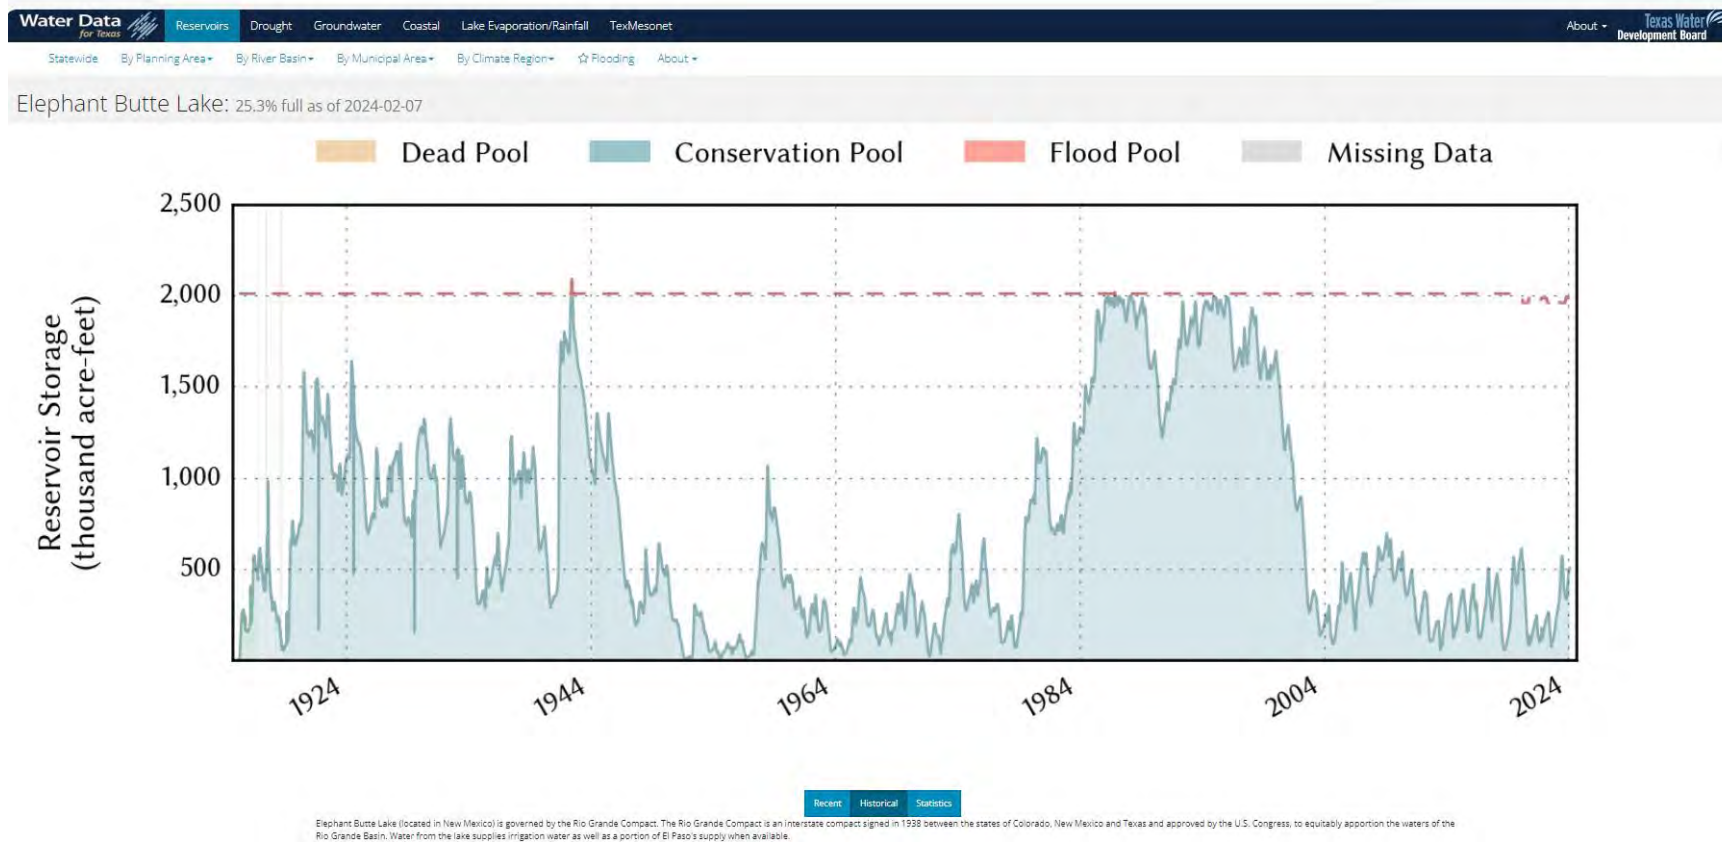 Water Data
for Texas
Reservoirs
Drought
Groundwater
Coastal
Lake Evaporation/Rainfall
TexMesonet
About
Texas Water
Development Board
Statewide
By Planning Area
By River Basin
By Municipal Area
By Climate Region
Flooding
About
Elephant Butte Lake: 25.3% full as of 2024-02-07
Dead Pool
Conservation Pool
Flood Pool
Missing Data
Reservoir Storage
(thousand acre-feet)
2,500
2,000
1,500
1,000
500
1924
1944
1964
1984
2004
2024
Recent
Historical
Statistics
Elephant Butte Lake (located in New Mexico) is governed by the Rio Grande Compact. The Rio Grande Compact is an interstate compact signed in 1938 between the states of Colorado, New Mexico and Texas and approved by the U.S. Congress, to equitably apportion the waters of the
Rio Grande Basin. Water from the lake supplies irrigation water as well as a portion of El Paso's supply when available.